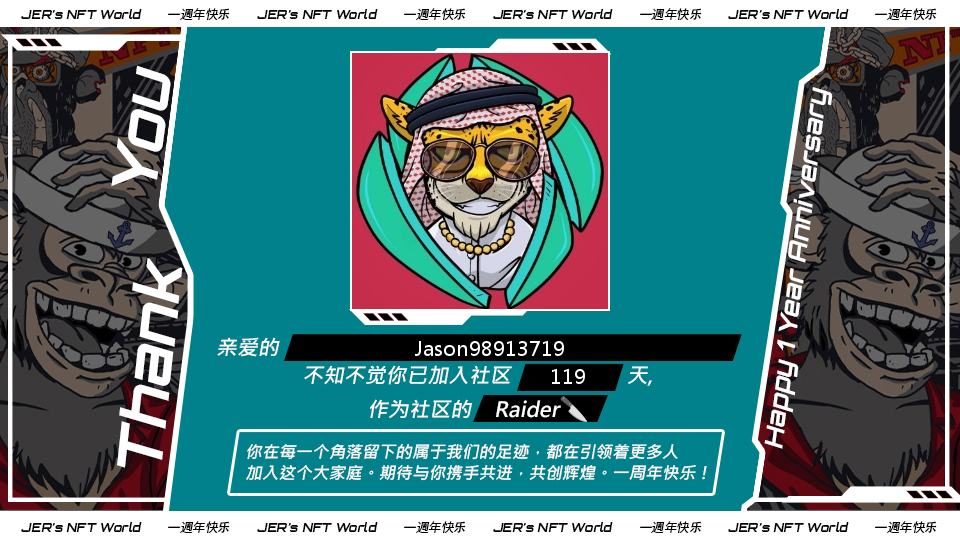 JER's NFT World 一週年快乐 JER's NFT World 一週年快乐 JER's NFT World 一週年快乐 JER's NFT World 一週年快乐
Thank You
亲爱的 Jason98913719
不知不觉你已加入社区 119 天,
作为社区的 Raider🔪
你在每一个角落留下的属于我们的足迹，都在引领着更多人
加入这个大家庭。期待与你携手共进，共创辉煌。一周年快乐！
Happy 1 Year Anniversary
JER's NFT World 一週年快乐 JER's NFT World 一週年快乐 JER's NFT World 一週年快乐 JER's NFT World 一週年快乐